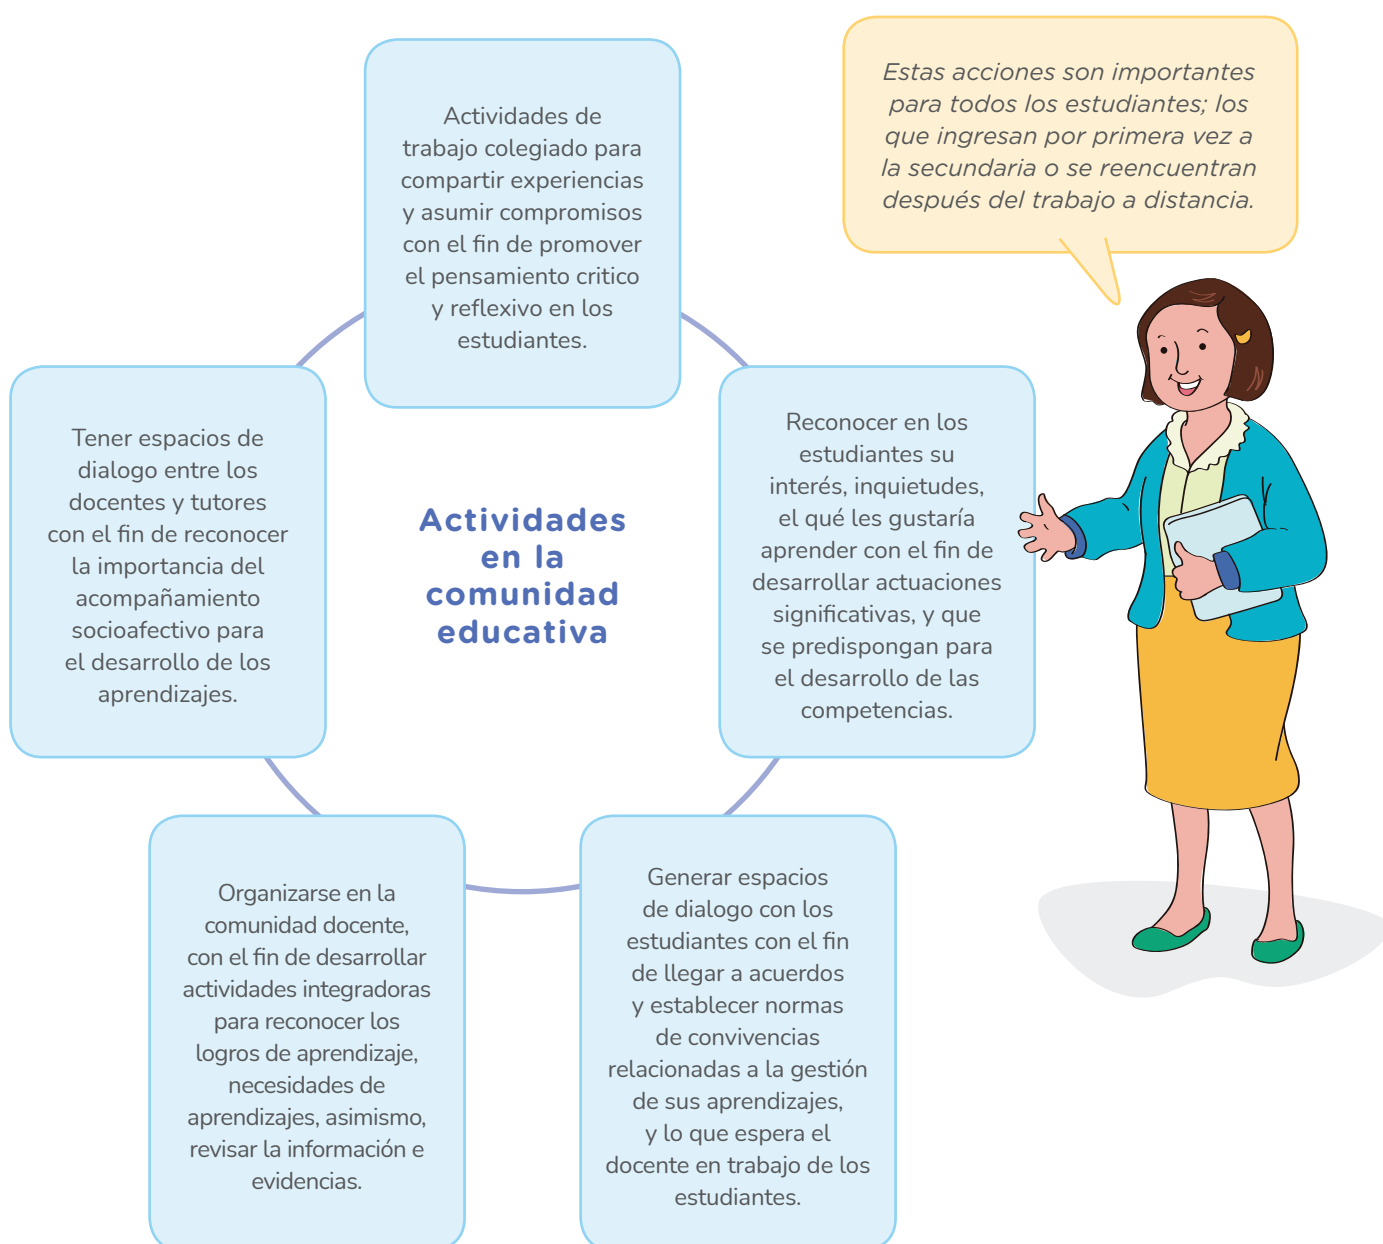 Estas acciones son importantes
para todos los estudiantes; los
que ingresan por primera vez a
la secundaria o se reencuentran
después del trabajo a distancia.
Actividades de
trabajo colegiado para
compartir experiencias
y asumir compromisos
con el fin de promover
el pensamiento critico
y reflexivo en los
estudiantes.
Tener espacios de
dialogo entre los
docentes y tutores
con el fin de reconocer
la importancia del
acompañamiento
socioafectivo para
el desarrollo de los
aprendizajes.
Actividades
en la
comunidad
educativa
Reconocer en los
estudiantes su
interés, inquietudes,
el qué les gustaría
aprender con el fin de
desarrollar actuaciones
significativas, y que
se predispongan para
el desarrollo de las
competencias.
Organizarse en la
comunidad docente,
con el fin de desarrollar
actividades integradoras
para reconocer los
logros de aprendizaje,
necesidades de
aprendizajes, asimismo,
revisar la información e
evidencias.
Generar espacios
de dialogo con los
estudiantes con el fin
de llegar a acuerdos
y establecer normas
de convivencias
relacionadas a la gestión
de sus aprendizajes,
y lo que espera el
docente en trabajo de los
estudiantes.